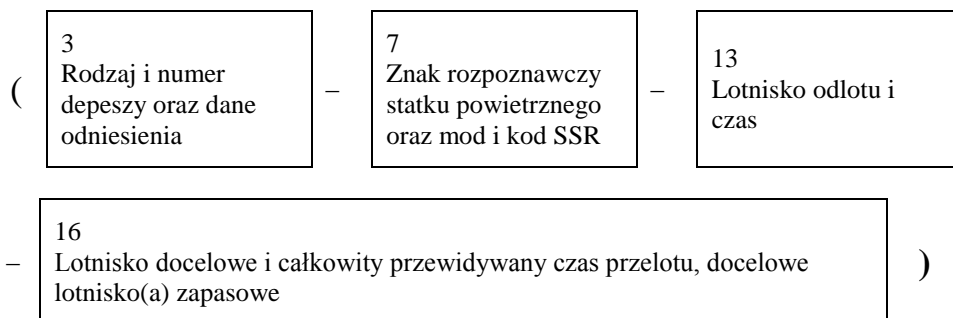 3
Rodzaj i numer
depeszy oraz dane
odniesienia
7
Znak rozpoznawczy
statku powietrznego
oraz mod i kod SSR
13
Lotnisko odlotu i
czas
( – –
16
Lotnisko docelowe i całkowity przewidywany czas przelotu, docelowe
lotnisko(a) zapasowe
– )